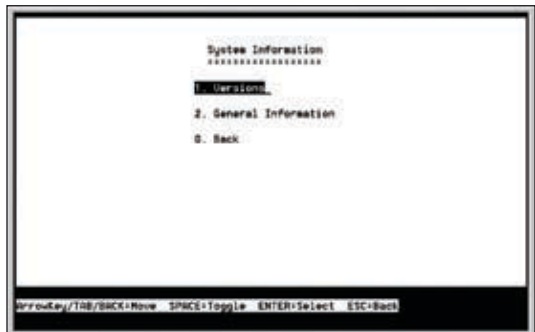 System Information
==================
1. Versions
2. General Information
0. Back
ArrowKey/TAB/BACK=Move SPACE=Toggle ENTER=Select ESC=Back